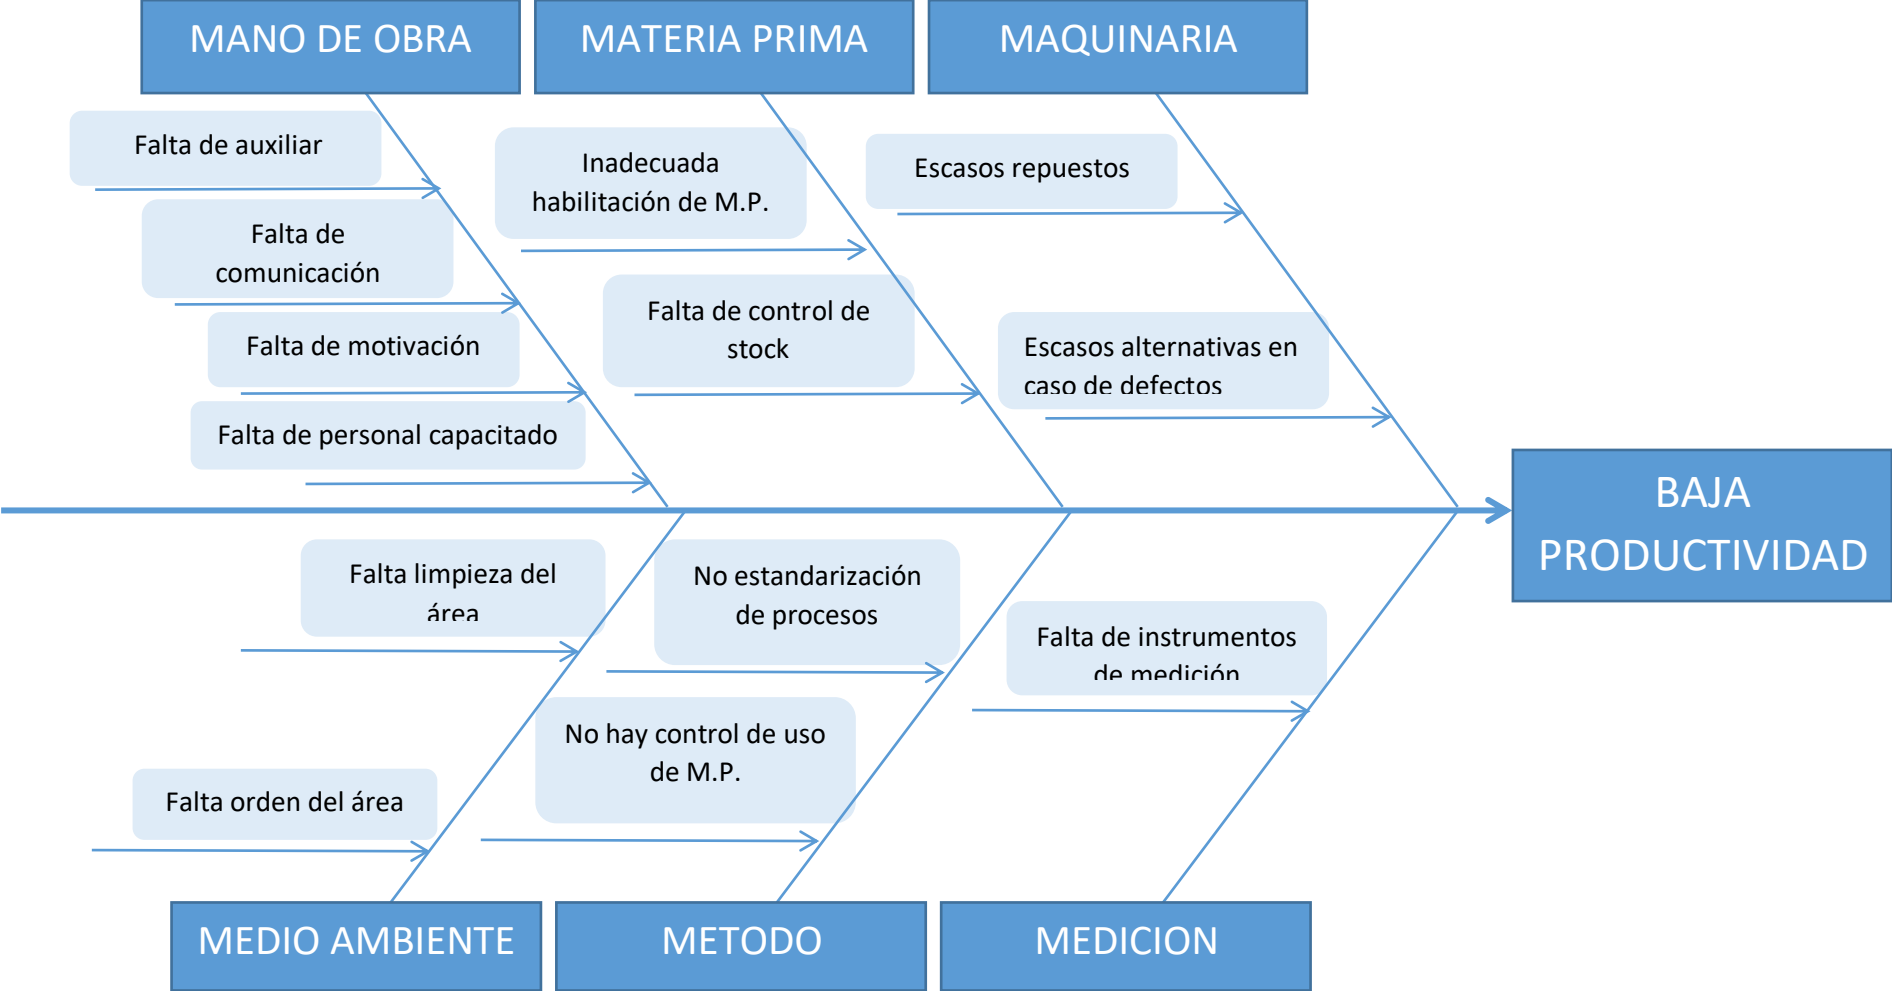 MANO DE OBRA
MATERIA PRIMA
MAQUINARIA
Falta de auxiliar
Falta de
comunicación
Falta de motivación
Falta de personal capacitado
Inadecuada
habilitación de M.P.
Falta de control de
stock
Escasos repuestos
Escasos alternativas en
caso de defectos
BAJA
PRODUCTIVIDAD
Falta limpieza del
área
Falta orden del área
No estandarización
de procesos
No hay control de uso
de M.P.
Falta de instrumentos
de medición
MEDIO AMBIENTE
METODO
MEDICION